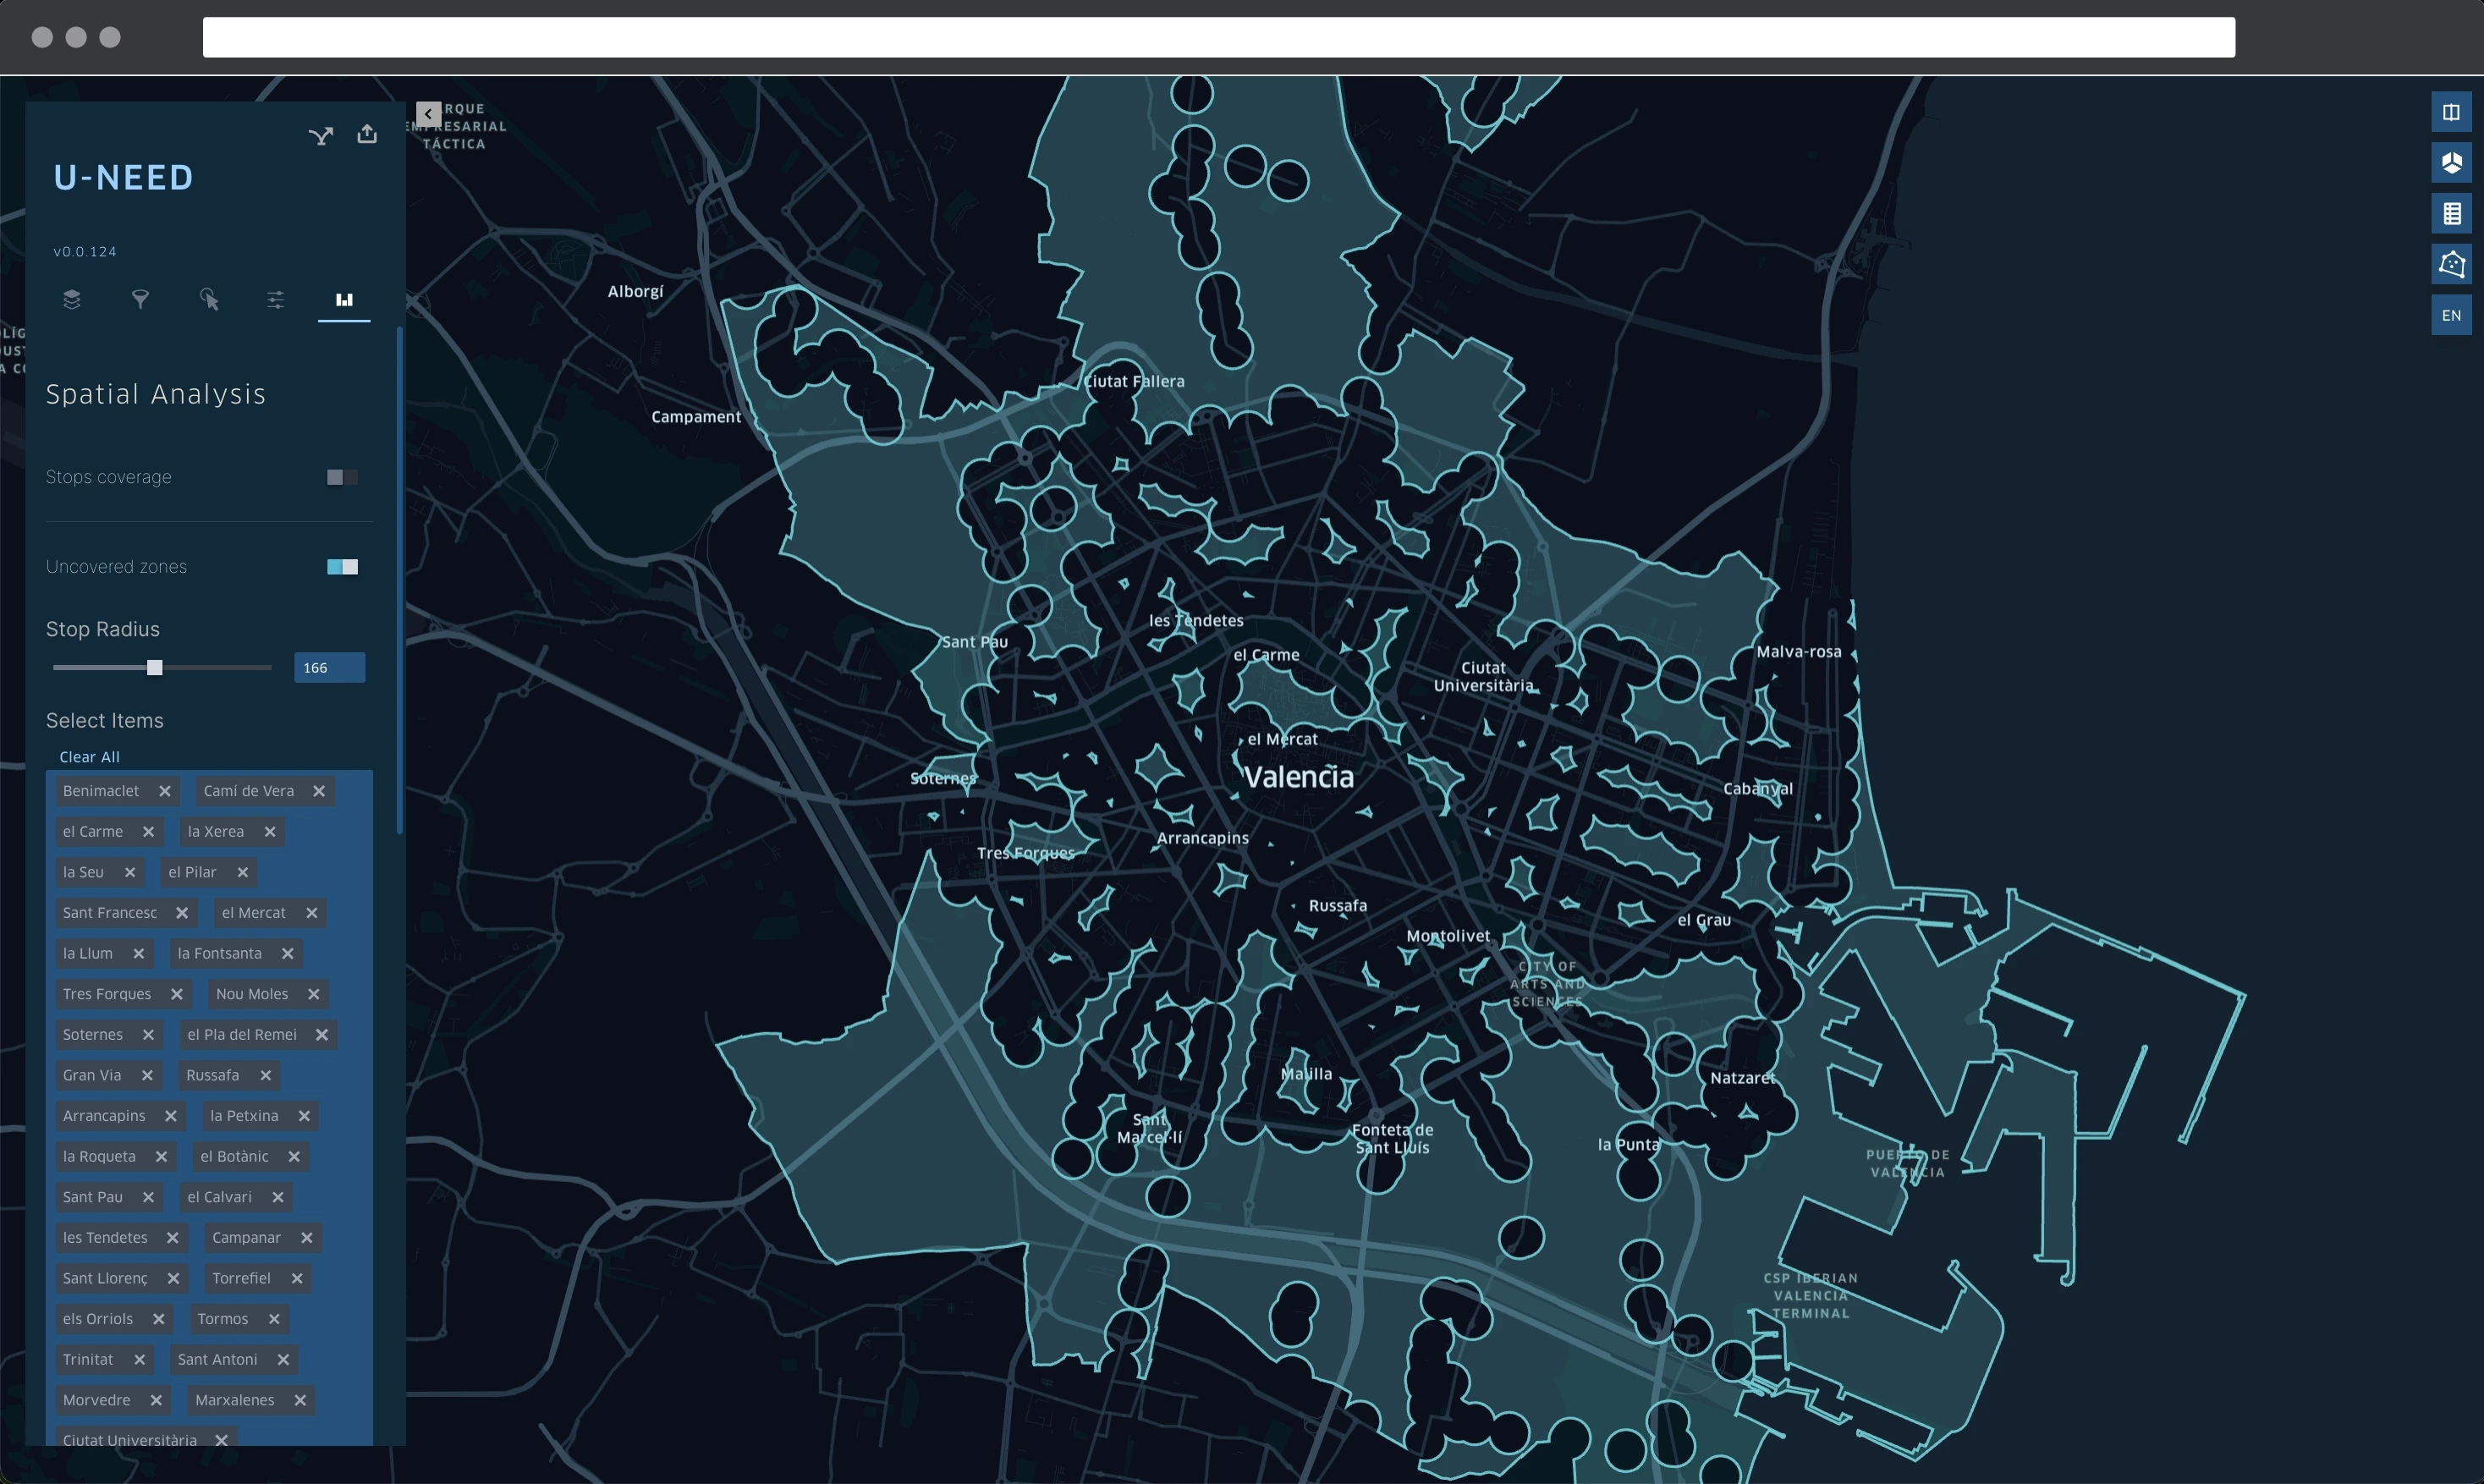 U-NEED
v0.0.124
Spatial Analysis
Stops coverage
Uncovered zones
Stop Radius
166
Select Items
Clear All
Benimaclet
Camí de Vera
el Carme
la Xerea
la Seu
el Pilar
Sant Francesc
el Mercat
la Llum
la Fontsanta
Tres Forques
Nou Moles
Soternes
el Pla del Remei
Gran Via
Russafa
Arrancapins
la Petxina
la Roqueta
el Botànic
Sant Pau
el Calvari
les Tendetes
Campanar
Sant Llorenç
Torrefiel
els Orriols
Tormos
Trinitat
Sant Antoni
Morvedre
Marxalenes
Ciutat Universitària
EMPRESARIAL
TÁCTICA
Alborgí
Campament
Ciutat Fallera
les Tendetes
Sant Pau
el Carme
Ciutat
Universitària
Malva-rosa
el Mercat
Valencia
Soternes
Cabanyal
Arrancapins
Tres Forques
Russafa
el Grau
Montolivet
CITY OF
ARTS AND
SCIENCES
Malilla
Natzaret
Sant
Marcel·lí
Fonteta de
Sant Lluís
la Punta
PUERTO DE
VALENCIA
CSP IBERIAN
VALENCIA
TERMINAL
EN